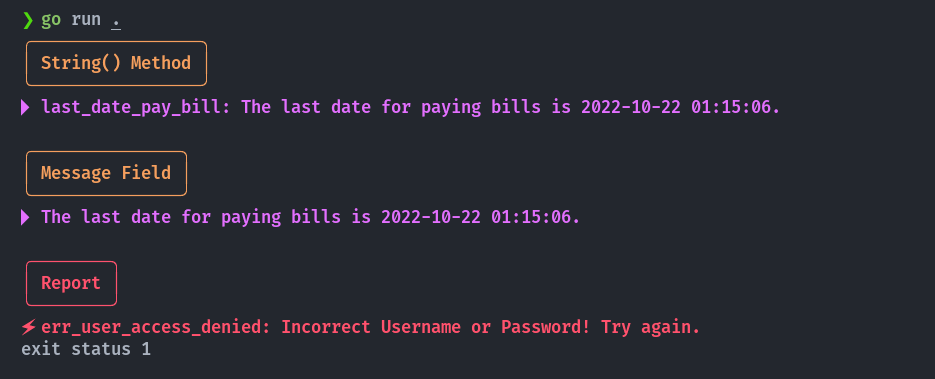 ❯ go run .
String() Method
last_date_pay_bill: The last date for paying bills is 2022-10-22 01:15:06.
Message Field
The last date for paying bills is 2022-10-22 01:15:06.
Report
⚡err_user_access_denied: Incorrect Username or Password! Try again.
exit status 1